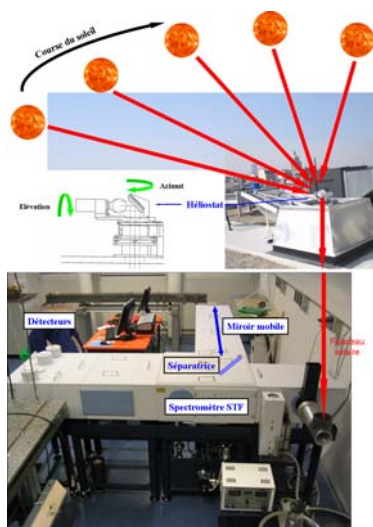 Course du soleil
Azimut
Elévation
Héliostat
Détecteurs
Miroir mobile
Séparatrice
Faisceau
solaire
Spectromètre STF